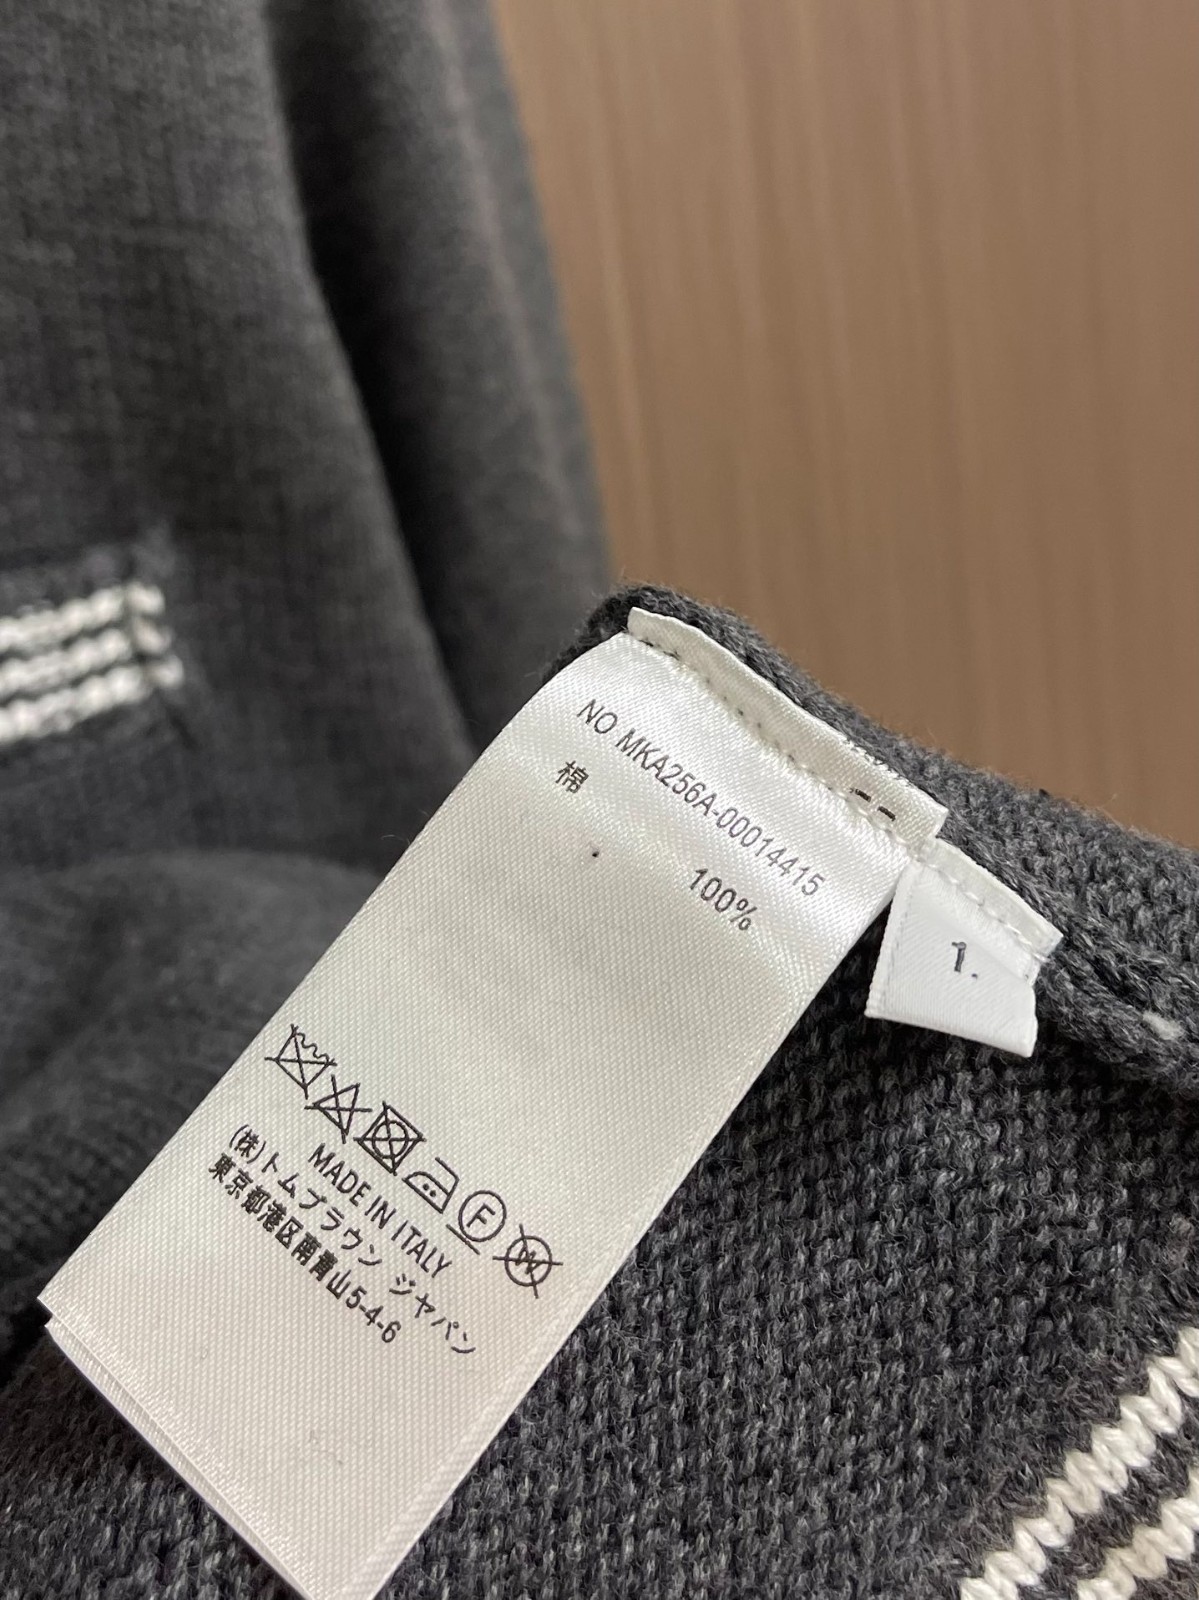 NO MKA256A-00014415
棉 100%
1.
F
W
MADE IN ITALY
(株)トムブラウン ジャパン
東京都港区南青山5-4-6